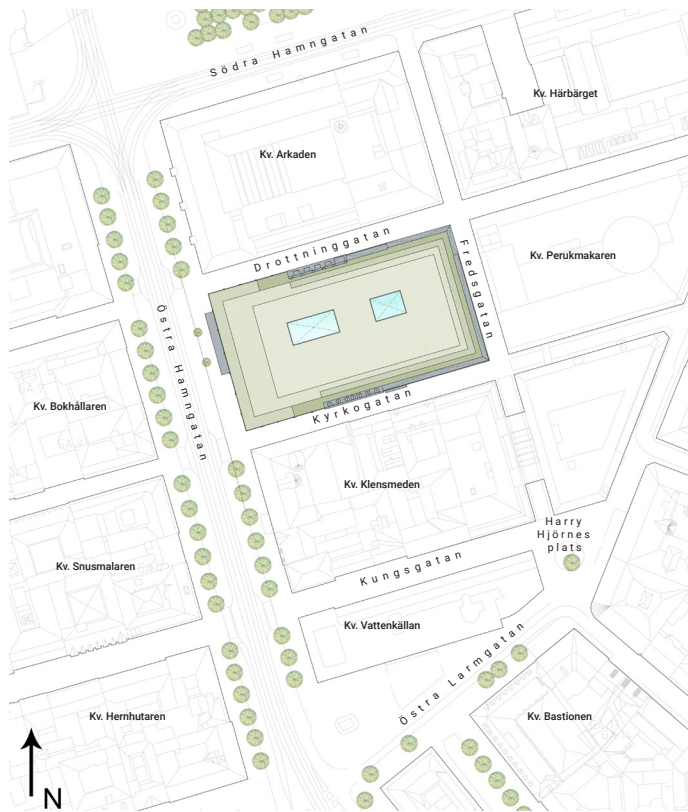 Södra Hamngatan
Kv. Härbärget
Kv. Arkaden
Drottninggatan
Fredsgatan
Kv. Perukmakaren
Östra Hamngatan
Kv. Bokhållaren
Kyrkogatan
Kv. Klensmeden
Harry
Hjörnes
plats
Kv. Snusmalaren
Kungsgatan
Kv. Vattenkällan
Östra Larmgatan
Kv. Hernhutaren
Kv. Bastionen
N